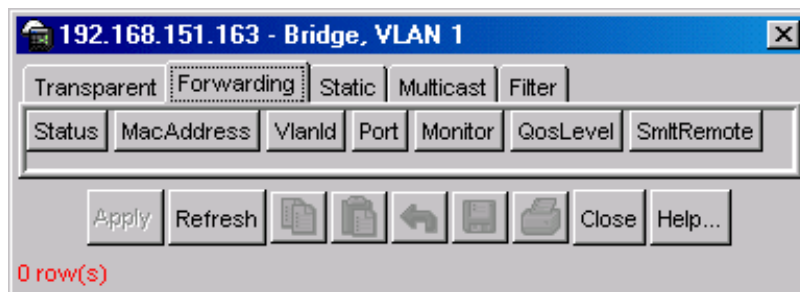 192.168.151.163 - Bridge, VLAN 1
Transparent Forwarding Static Multicast Filter
Status MacAddress VlanId Port Monitor QosLevel SmltRemote
Apply Refresh Close Help...
0 row(s)